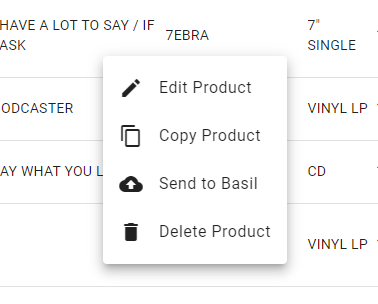 HAVE A LOT TO SAY / IF
ASK
7EBRA
7"
SINGLE
Edit Product
ODCASTER
VINYL LP
Copy Product
AY WHAT YOU L
CD
Send to Basil
Delete Product
VINYL LP